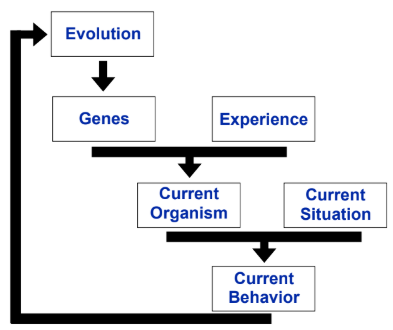 Evolution
Genes
Experience
Current
Organism
Current
Situation
Current
Behavior